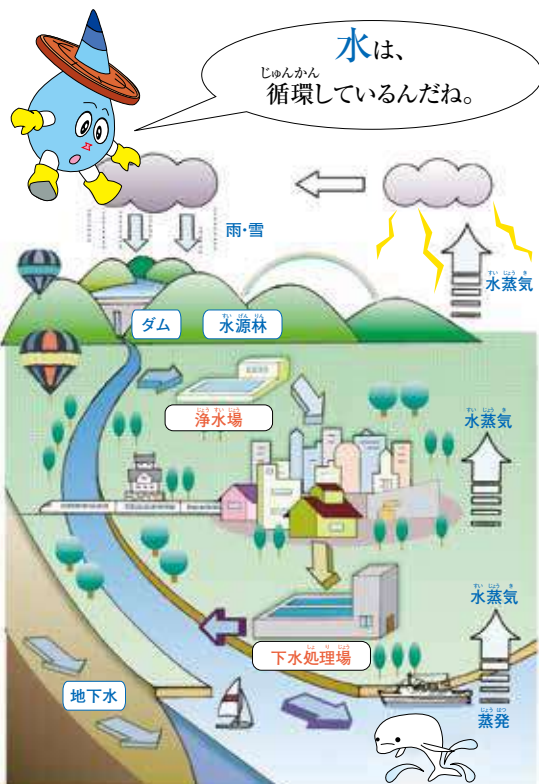 水は、
循環しているんだね。
じゅんかん
雨・雪
水蒸気
すいじょうき
ダム
水源林
すいげんりん
浄水場
じょうすいじょう
水蒸気
すいじょうき
水蒸気
すいじょうき
下水処理場
しょりじょう
地下水
蒸発
じょうはつ